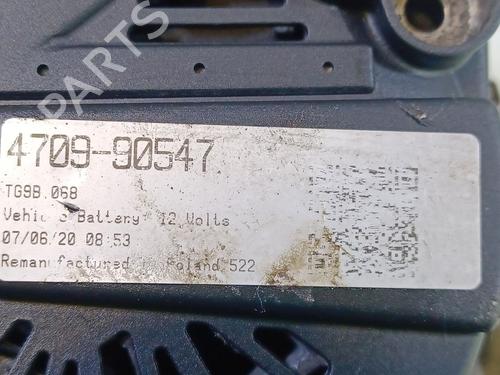 PARTS
4709-90547
TG9B.068
Vehicle Battery 12 Volts
07/06/20 08:53
Remanufactured Poland 522